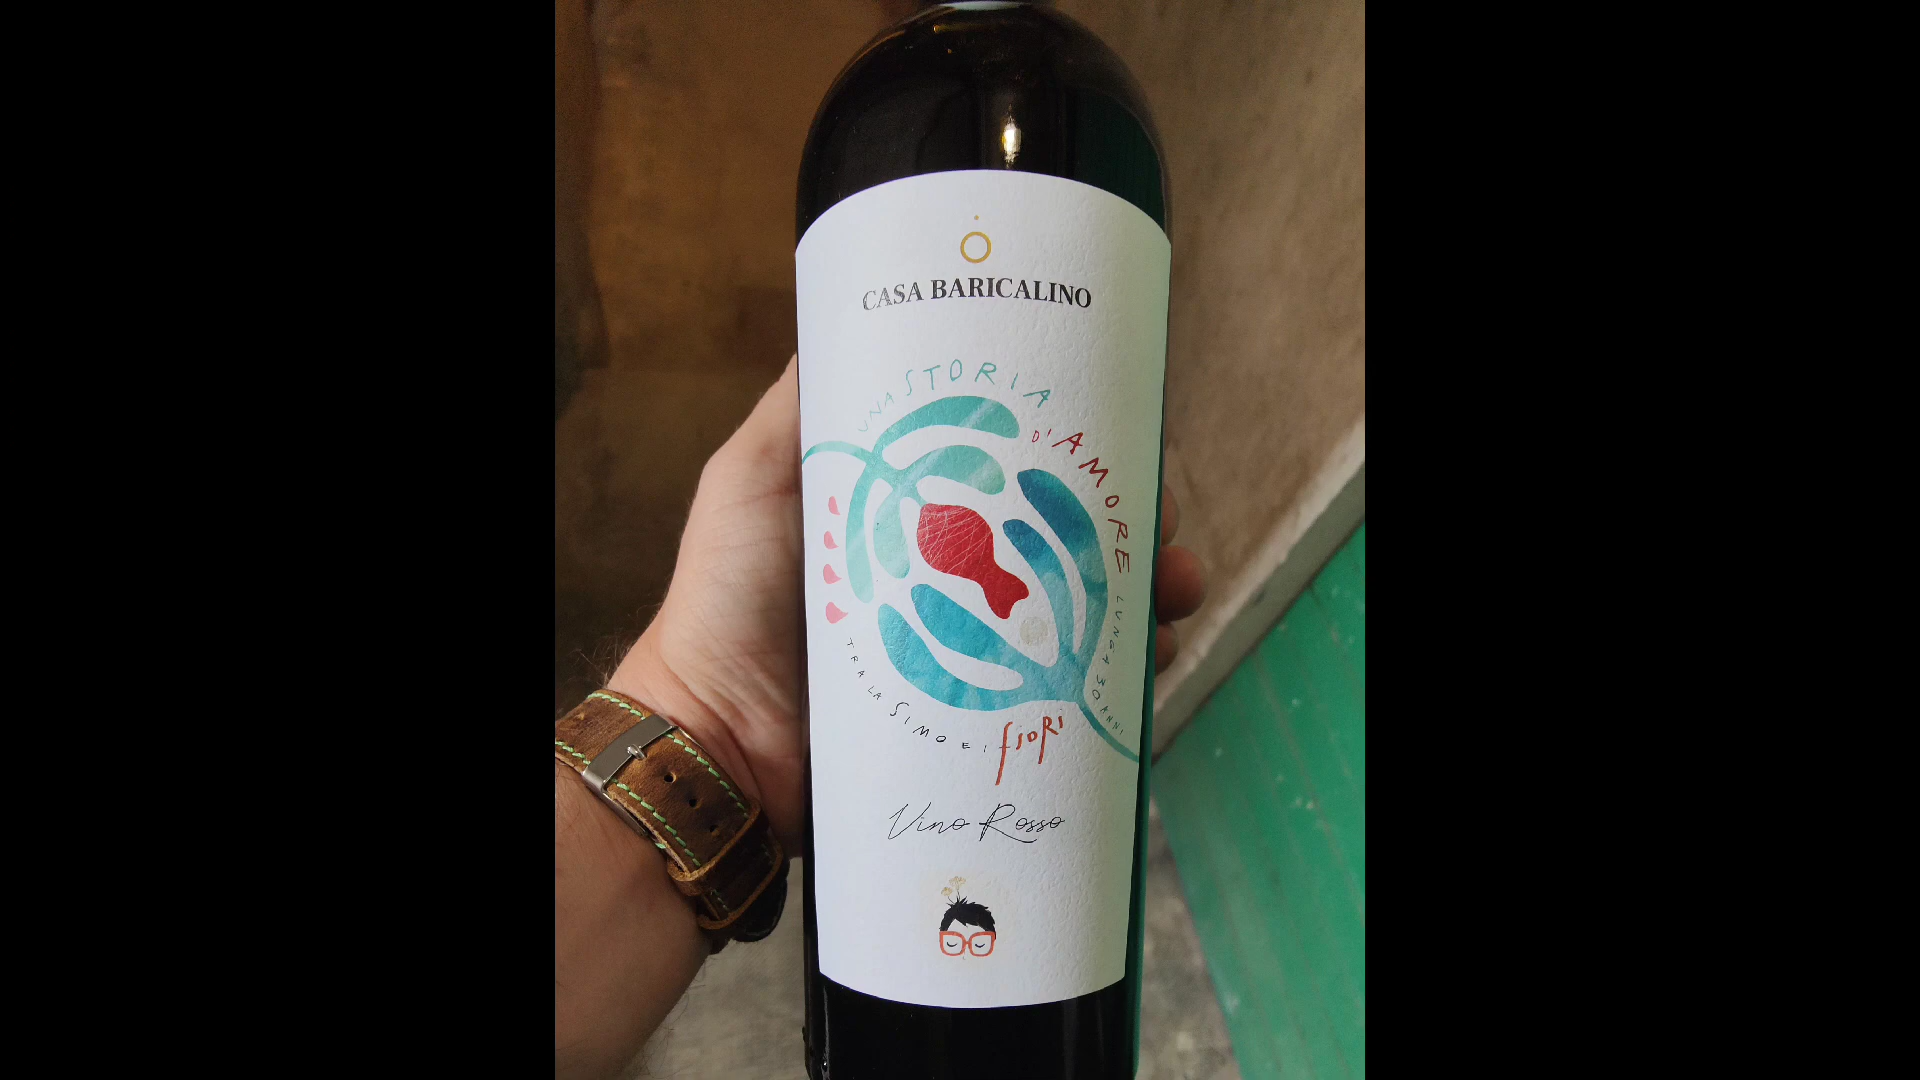 CASA BARICALINO
UNA STORIA
D'AMORE
LUNGA 30 ANNI
TRA LA SIMO E I FIORI
Vino Rosso